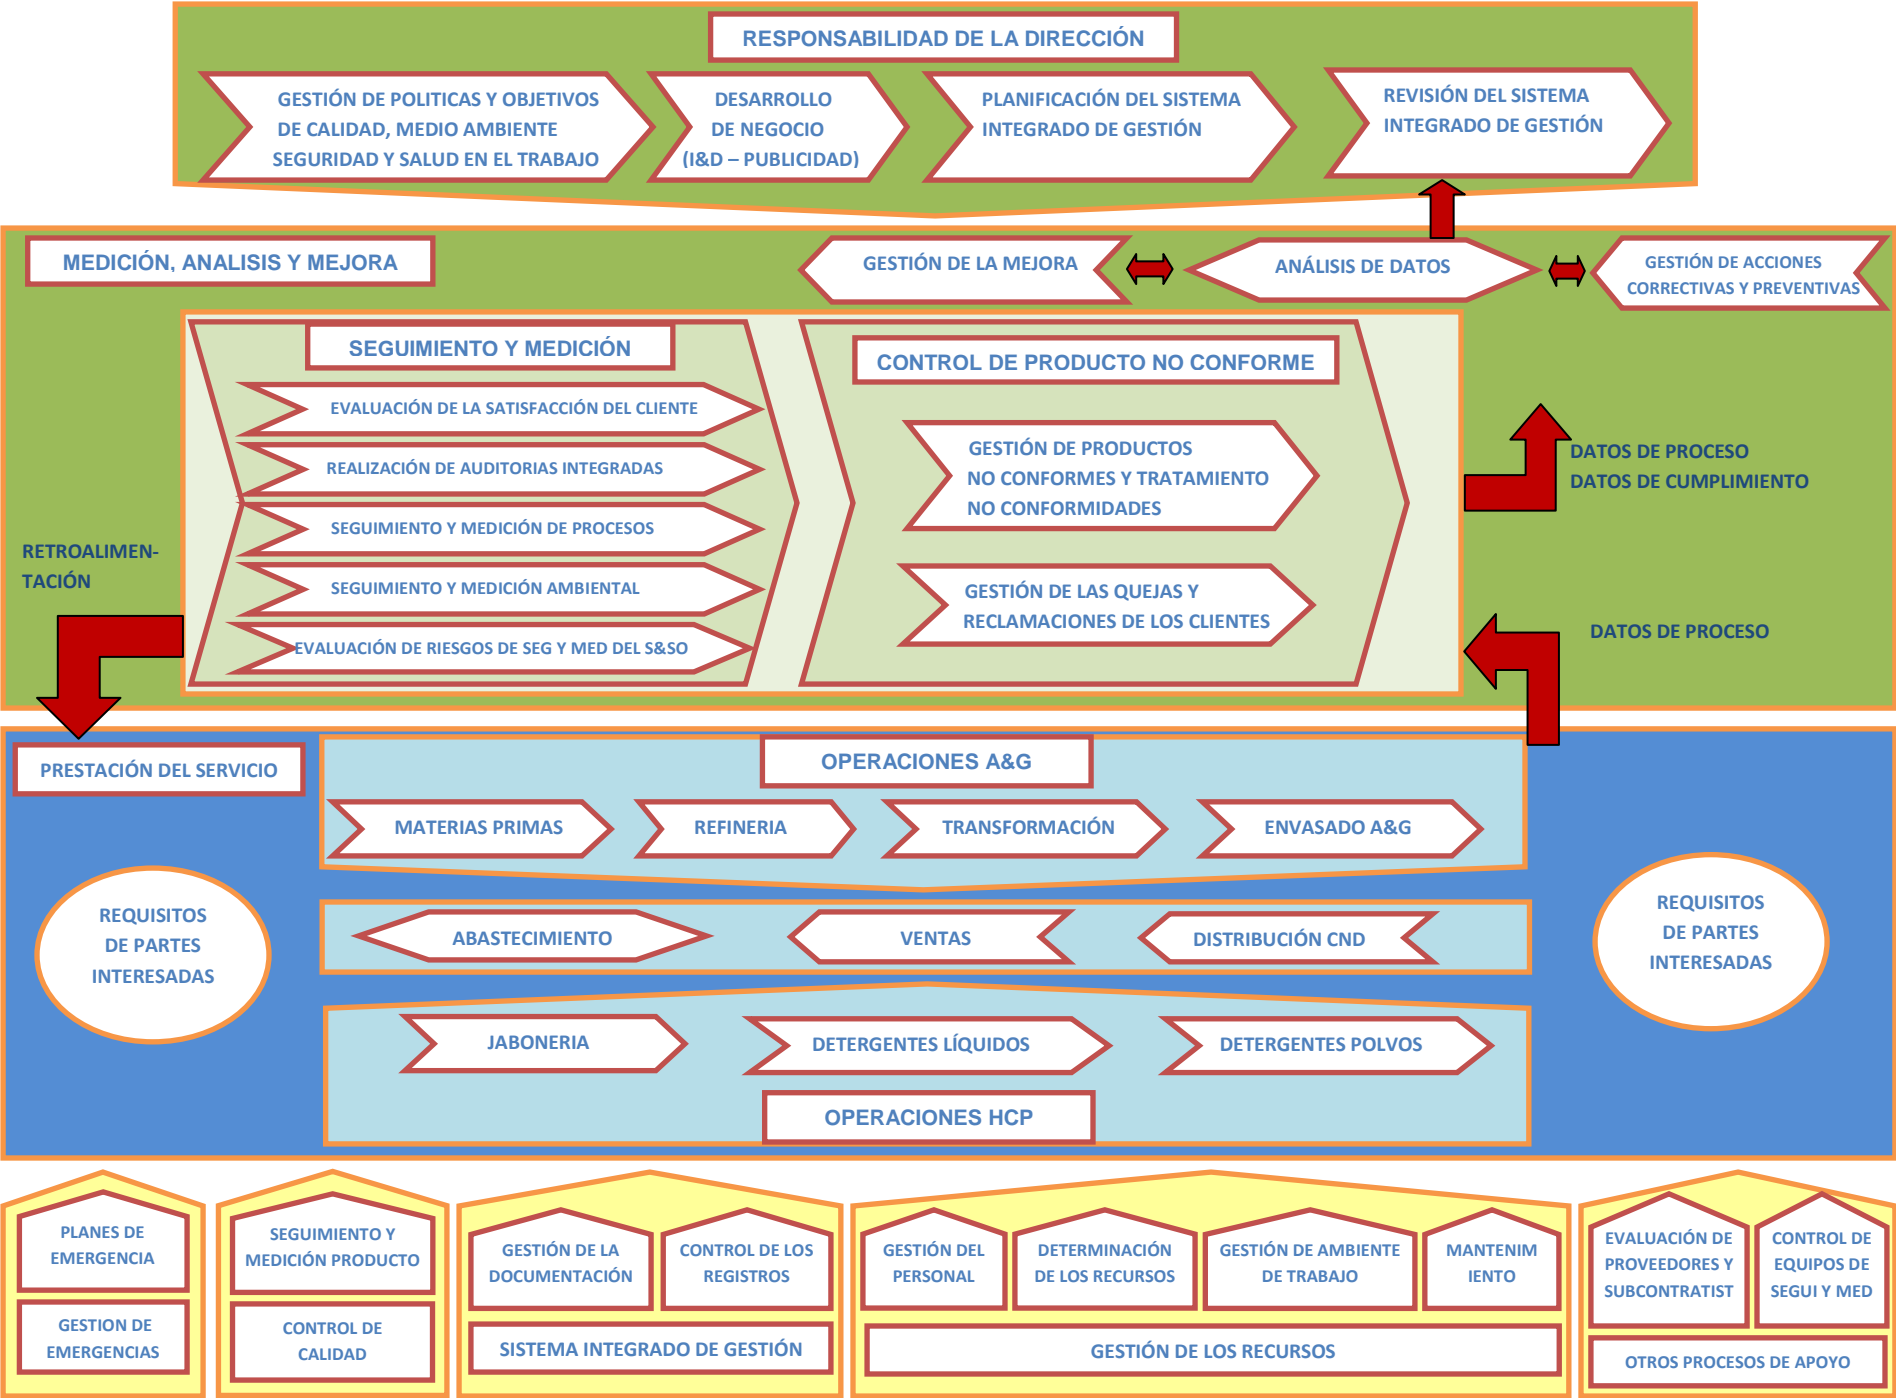 RESPONSABILIDAD DE LA DIRECCIÓN
GESTIÓN DE POLITICAS Y OBJETIVOS
DE CALIDAD, MEDIO AMBIENTE
SEGURIDAD Y SALUD EN EL TRABAJO
DESARROLLO
DE NEGOCIO
(I&D – PUBLICIDAD)
PLANIFICACIÓN DEL SISTEMA
INTEGRADO DE GESTIÓN
REVISIÓN DEL SISTEMA
INTEGRADO DE GESTIÓN
MEDICIÓN, ANALISIS Y MEJORA
GESTIÓN DE LA MEJORA
ANÁLISIS DE DATOS
GESTIÓN DE ACCIONES
CORRECTIVAS Y PREVENTIVAS
SEGUIMIENTO Y MEDICIÓN
EVALUACIÓN DE LA SATISFACCIÓN DEL CLIENTE
REALIZACIÓN DE AUDITORIAS INTEGRADAS
SEGUIMIENTO Y MEDICIÓN DE PROCESOS
SEGUIMIENTO Y MEDICIÓN AMBIENTAL
EVALUACIÓN DE RIESGOS DE SEG Y MED DEL S&SO
CONTROL DE PRODUCTO NO CONFORME
GESTIÓN DE PRODUCTOS
NO CONFORMES Y TRATAMIENTO
NO CONFORMIDADES
GESTIÓN DE LAS QUEJAS Y
RECLAMACIONES DE LOS CLIENTES
DATOS DE PROCESO
DATOS DE CUMPLIMIENTO
RETROALIMEN-
TACIÓN
DATOS DE PROCESO
PRESTACIÓN DEL SERVICIO
OPERACIONES A&G
MATERIAS PRIMAS
REFINERIA
TRANSFORMACIÓN
ENVASADO A&G
REQUISITOS
DE PARTES
INTERESADAS
ABASTECIMIENTO
VENTAS
DISTRIBUCIÓN CND
REQUISITOS
DE PARTES
INTERESADAS
JABONERIA
DETERGENTES LÍQUIDOS
DETERGENTES POLVOS
OPERACIONES HCP
PLANES DE
EMERGENCIA
GESTION DE
EMERGENCIAS
SEGUIMIENTO Y
MEDICIÓN PRODUCTO
CONTROL DE
CALIDAD
GESTIÓN DE LA
DOCUMENTACIÓN
CONTROL DE LOS
REGISTROS
SISTEMA INTEGRADO DE GESTIÓN
GESTIÓN DEL
PERSONAL
DETERMINACIÓN
DE LOS RECURSOS
GESTIÓN DE AMBIENTE
DE TRABAJO
MANTENIM
IENTO
GESTIÓN DE LOS RECURSOS
EVALUACIÓN DE
PROVEEDORES Y
SUBCONTRATIST
CONTROL DE
EQUIPOS DE
SEGUI Y MED
OTROS PROCESOS DE APOYO